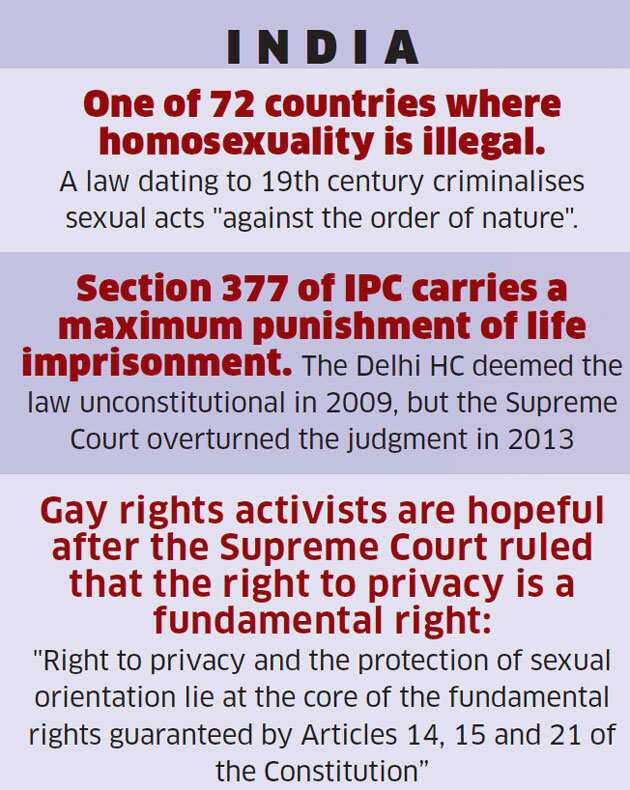 INDIA
One of 72 countries where
homosexuality is illegal.
A law dating to 19th century criminalises
sexual acts "against the order of nature".
Section 377 of IPC carries a
maximum punishment of life
imprisonment. The Delhi HC deemed the
law unconstitutional in 2009, but the Supreme
Court overturned the judgment in 2013
Gay rights activists are hopeful
after the Supreme Court ruled
that the right to privacy is a
fundamental right:
"Right to privacy and the protection of sexual
orientation lie at the core of the fundamental
rights guaranteed by Articles 14, 15 and 21 of
the Constitution”